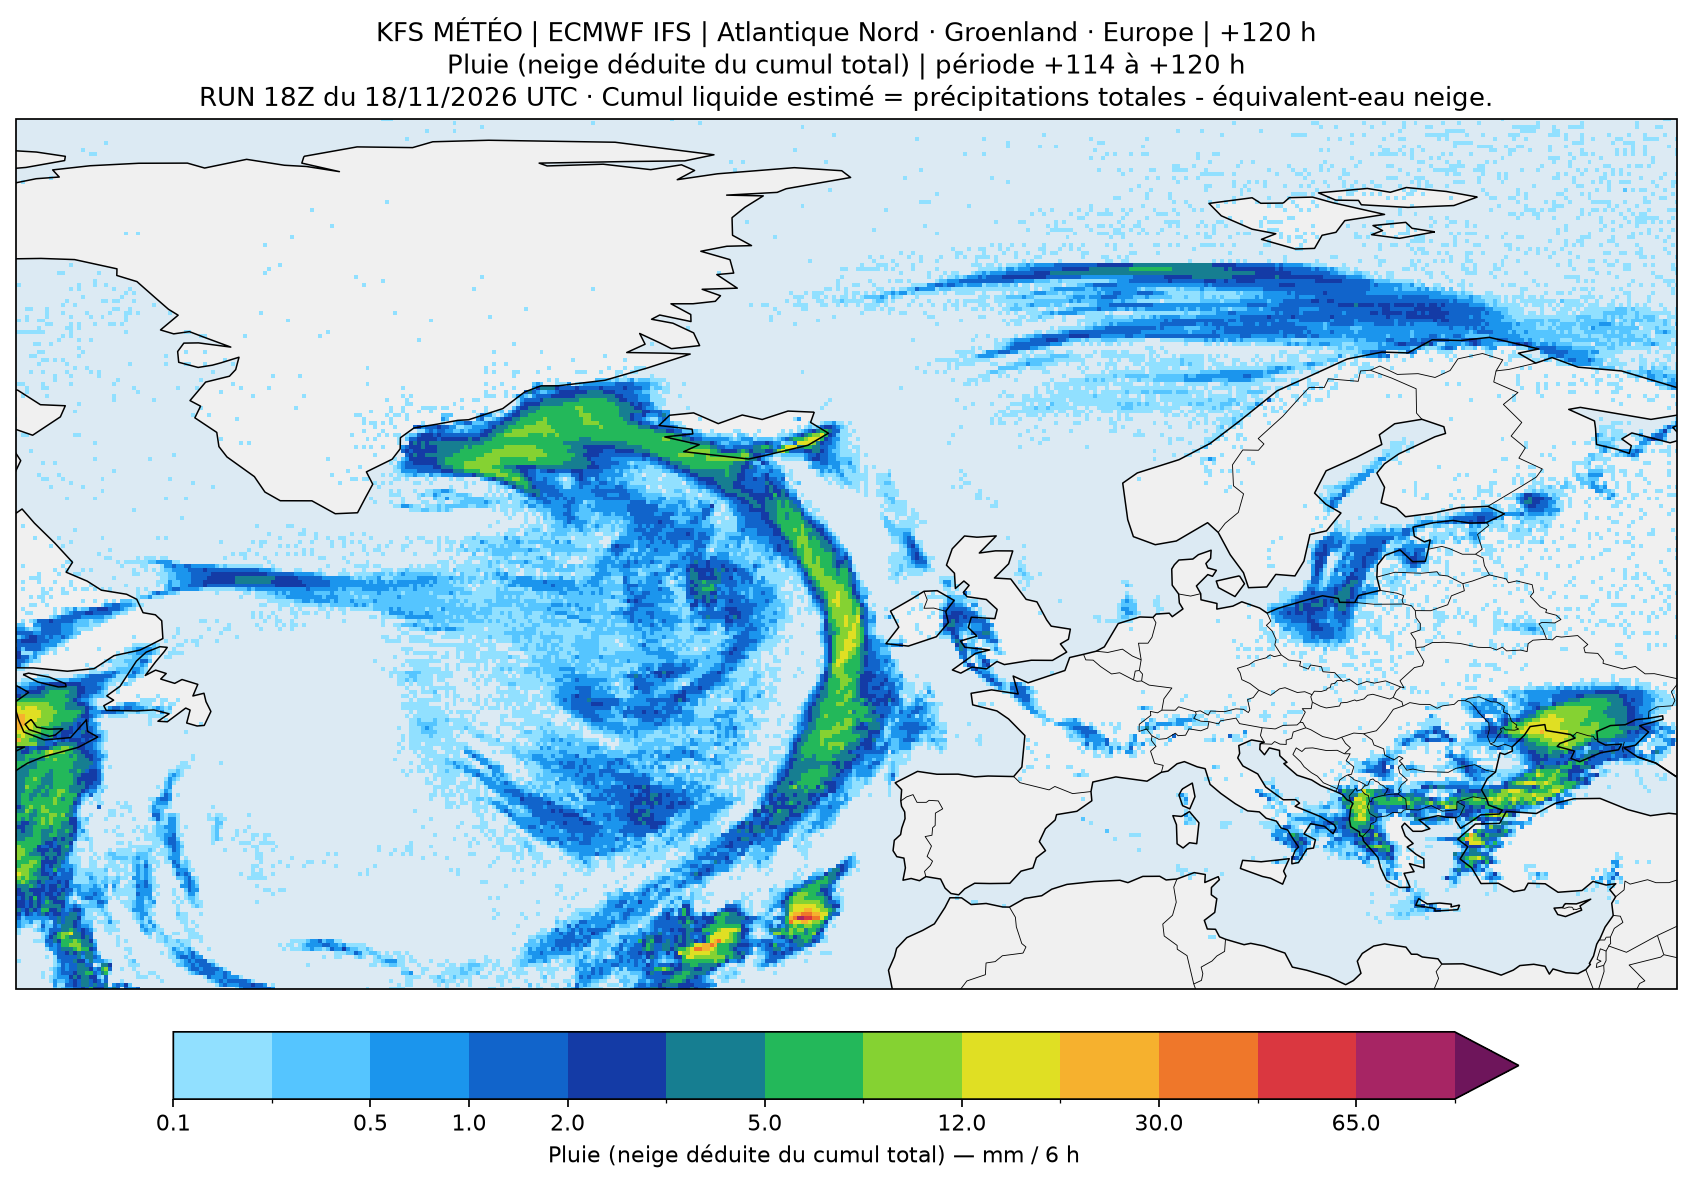 KFS MÉTÉO | ECMWF IFS | Atlantique Nord · Groenland · Europe | +120 h
Pluie (neige déduite du cumul total) | période +114 à +120 h
RUN 18Z du 18/11/2026 UTC · Cumul liquide estimé = précipitations totales - équivalent-eau neige.
0.1 0.5 1.0 2.0 5.0 12.0 30.0 65.0
Pluie (neige déduite du cumul total) — mm / 6 h